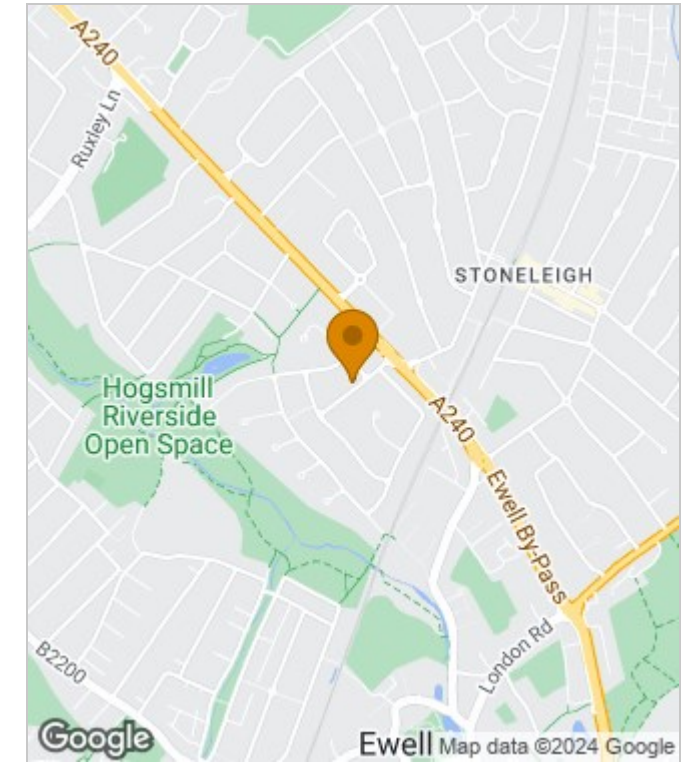 A240
Ruxley Ln
STONELEIGH
Hogsmill
Riverside
Open Space
A240
Ewell By-Pass
London Rd
B2200
Google
Ewell
Map data ©2024 Google